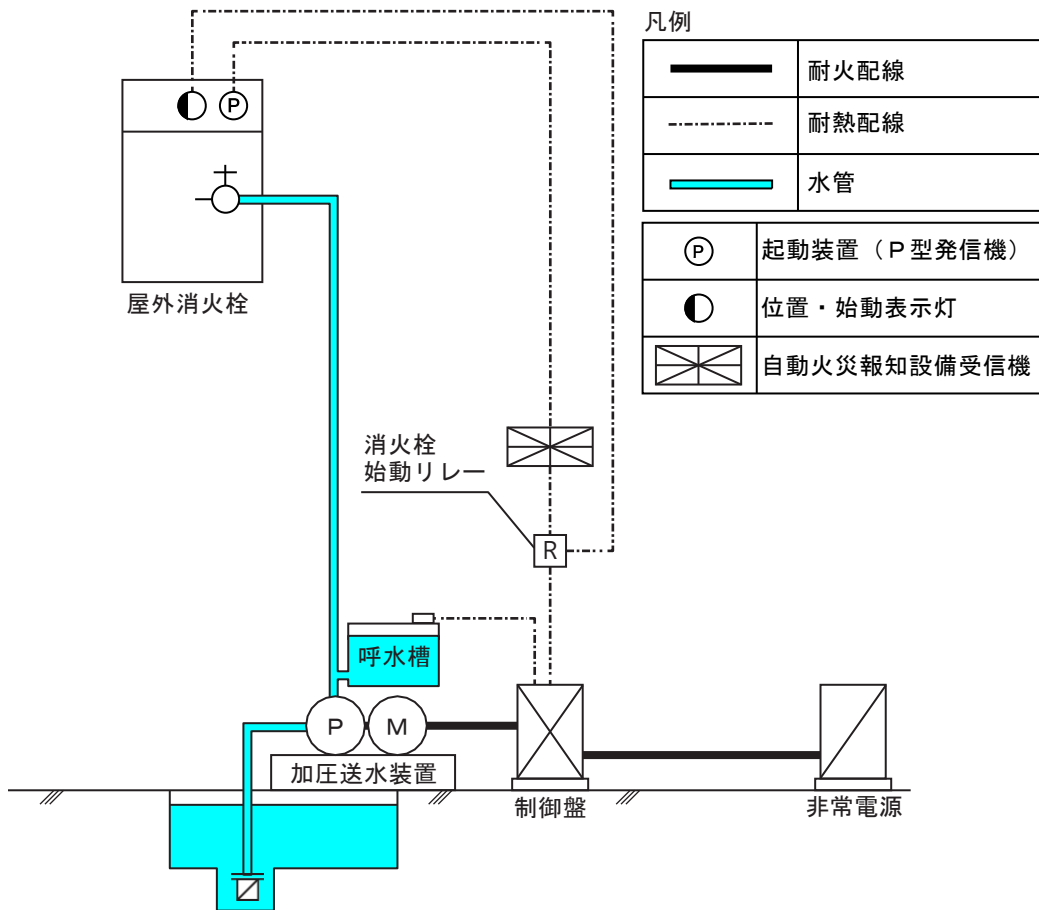 凡例
耐火配線
耐熱配線
水管
P
起動装置（P型発信機）
位置・始動表示灯
自動火災報知設備受信機
P
屋外消火栓
消火栓
始動リレー
R
呼水槽
P
M
加圧送水装置
制御盤
非常電源